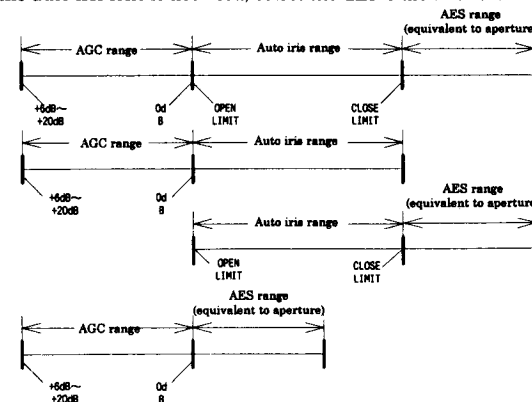 AES range
(equivalent to aperture)
AGC range
Auto iris range
+6dB~
+20dB
0d
B
OPEN
LIMIT
CLOSE
LIMIT
AGC range
Auto iris range
+6dB~
+20dB
0d
B
AES range
(equivalent to aperture
Auto iris range
OPEN
LIMIT
CLOSE
LIMIT
AES range
(equivalent to aperture)
AGC range
+6dB~
+20dB
0d
B